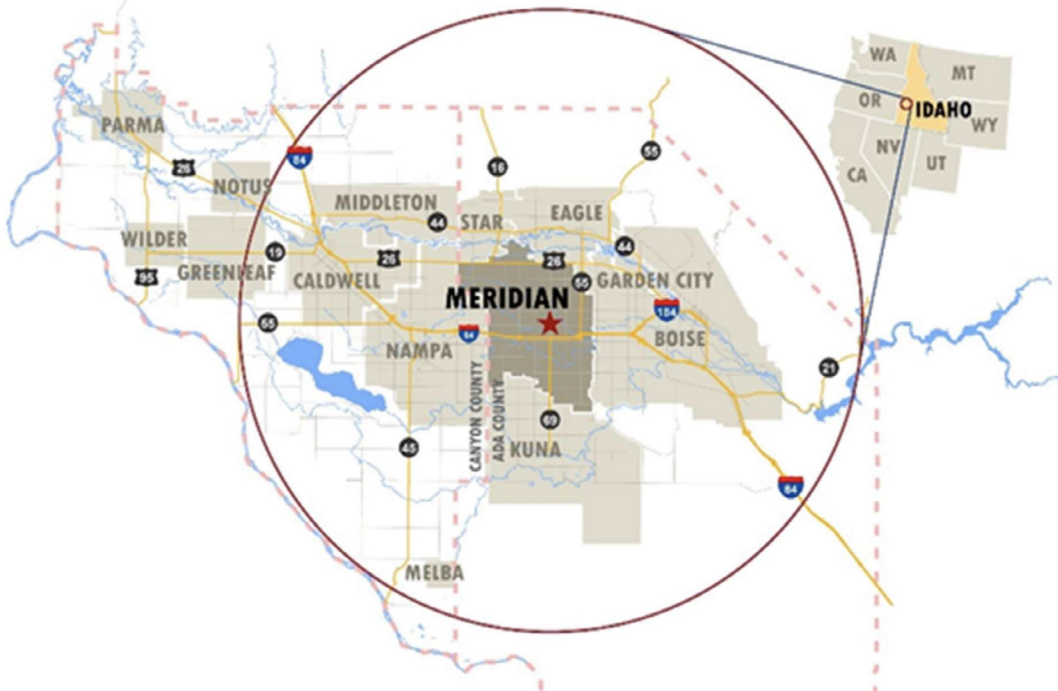 WA
MT
OR
IDAHO
WY
NV
UT
CA
PARMA
26
84
55
16
NOTUS
MIDDLETON
44
STAR
EAGLE
44
WILDER
19
26
26
95
GREENLEAF
CALDWELL
55
GARDEN CITY
MERIDIAN
184
55
84
NAMPA
BOISE
21
CANYON COUNTY
ADA COUNTY
69
45
KUNA
84
MELBA